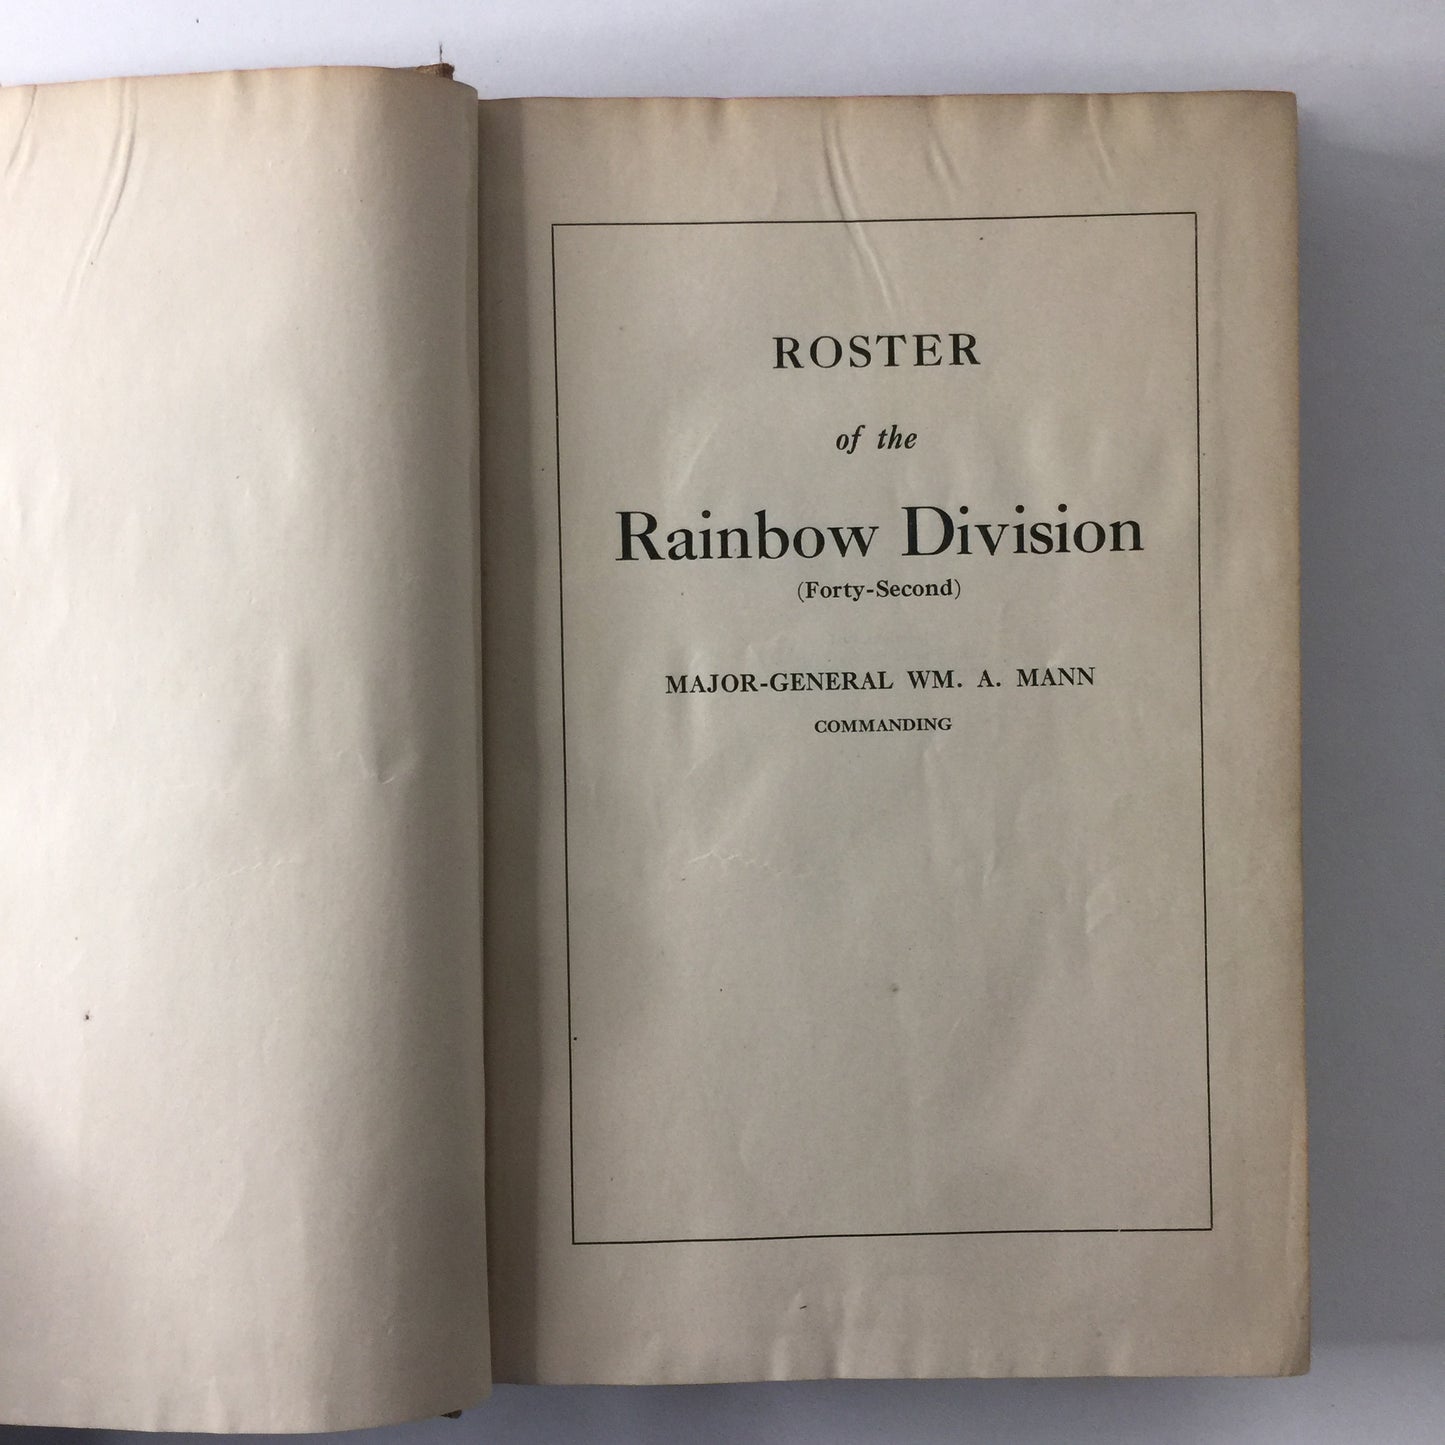 ROSTER
of the
Rainbow Division
(Forty-Second)
MAJOR-GENERAL WM. A. MANN
COMMANDING